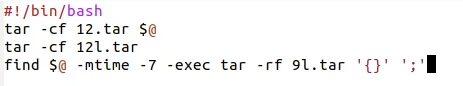 #!/bin/bash
tar -cf 12.tar $@
tar -cf 12l.tar
find $@ -mtime -7 -exec tar -rf 9l.tar '{}' ';'